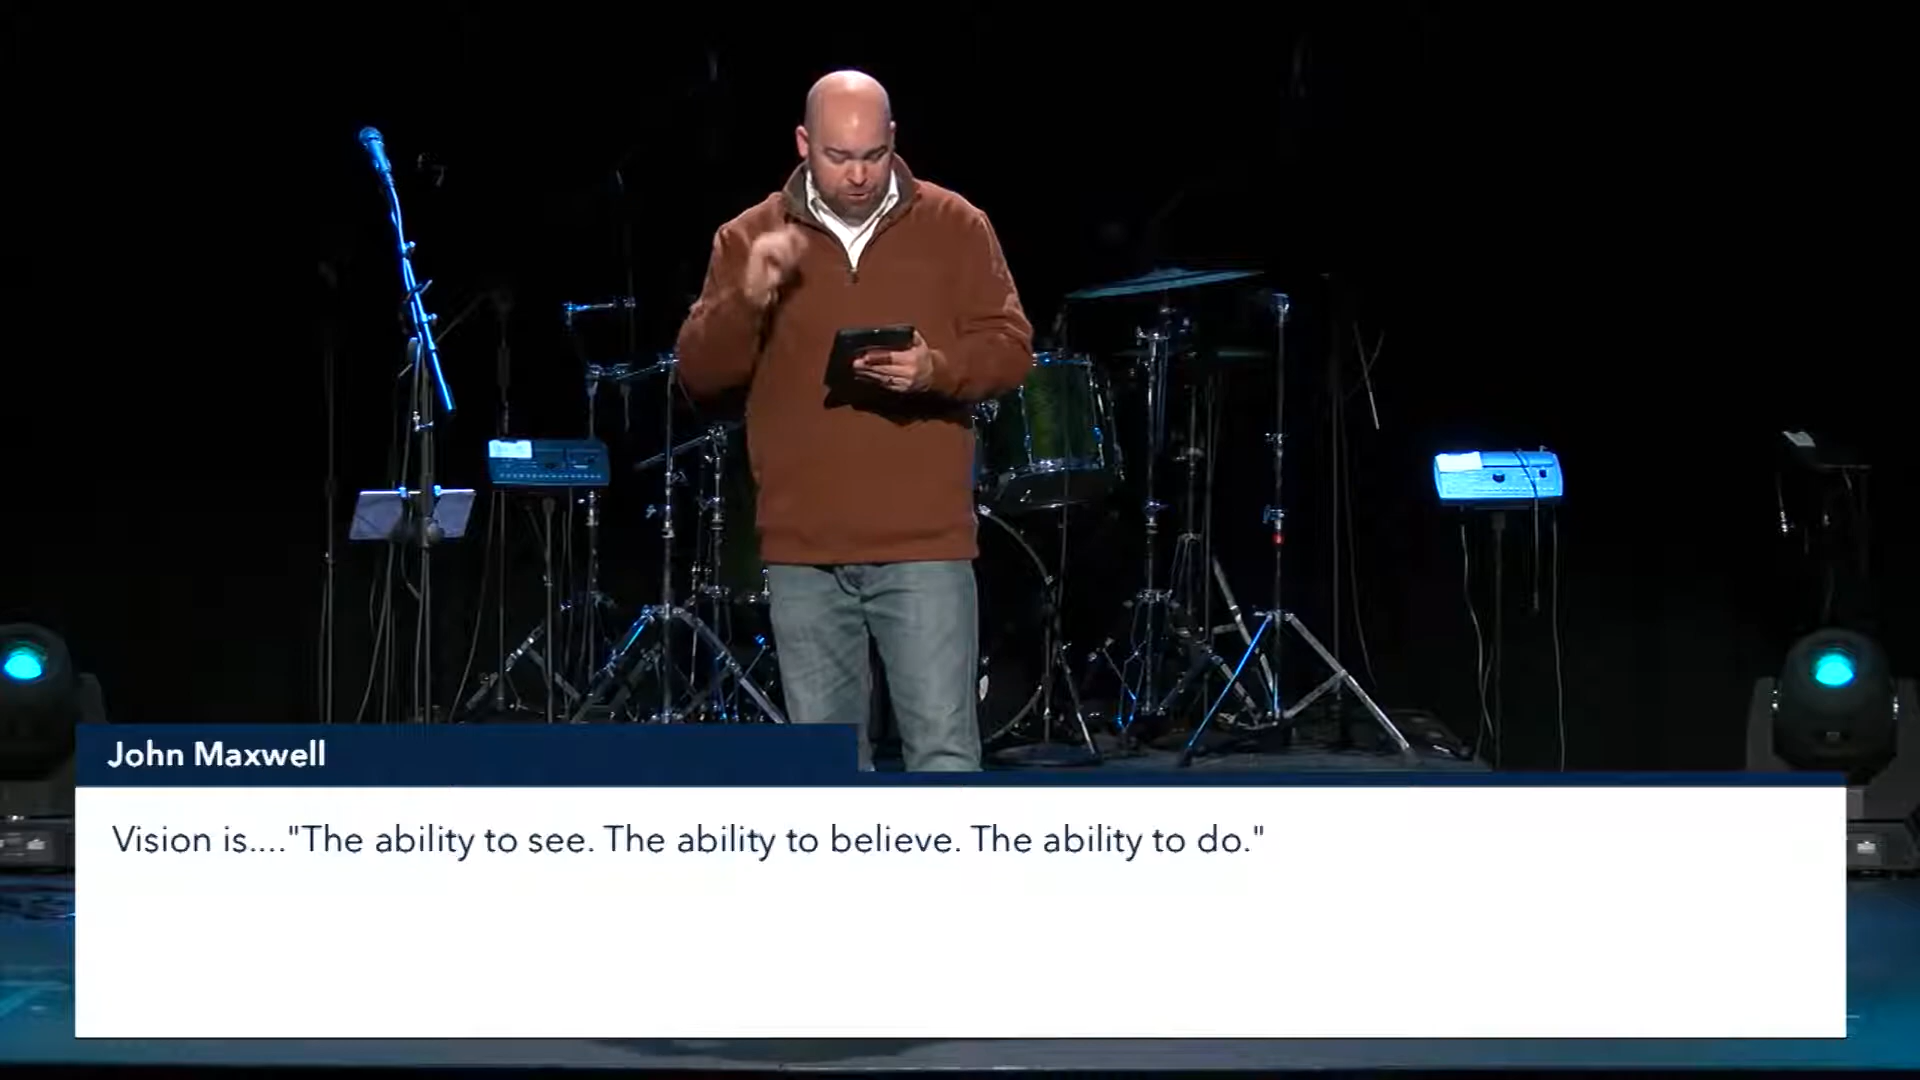 John Maxwell
Vision is...."The ability to see. The ability to believe. The ability to do."